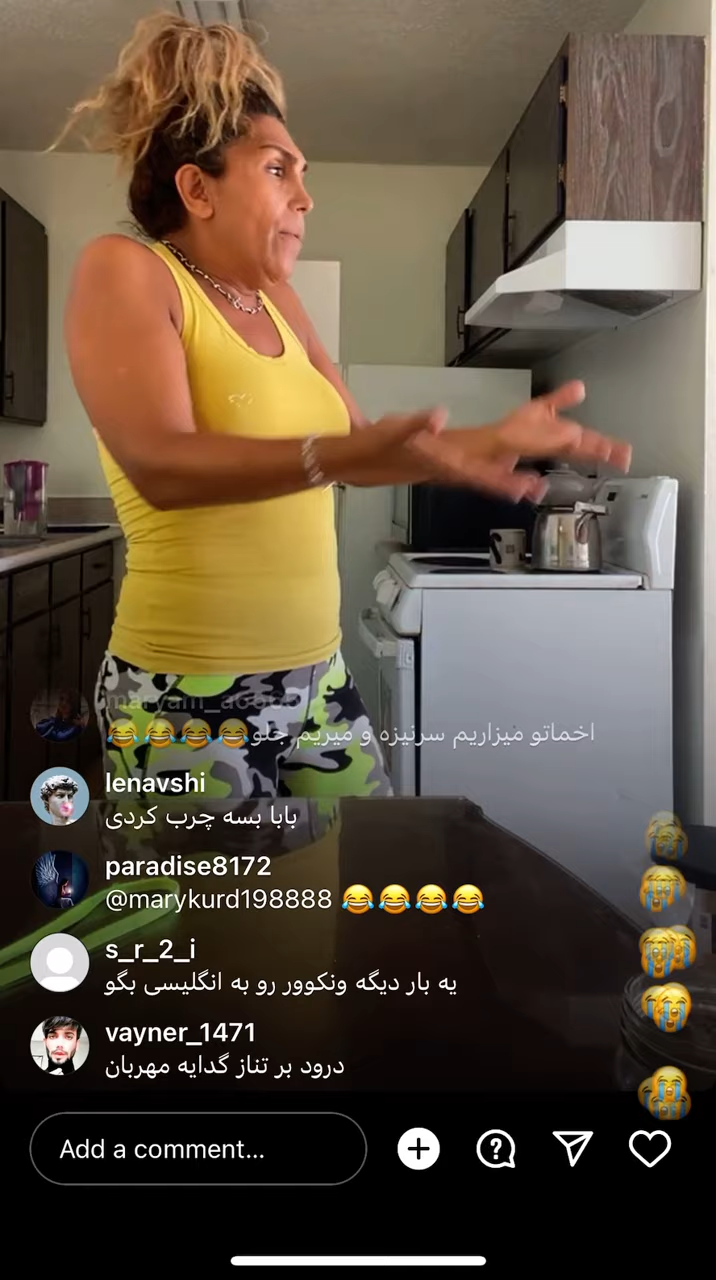 اخماتو میزاریم سرنیزه و میریم جلو😂😂😂😂
lenavshi
بابا بسه چرب کردی
paradise8172
@marykurd198888 😂😂😂😂
s_r_2_i
یه بار دیگه ونکوور رو به انگلیسی بگو
vayner_1471
درود بر تناز گدایه مهربان
Add a comment...